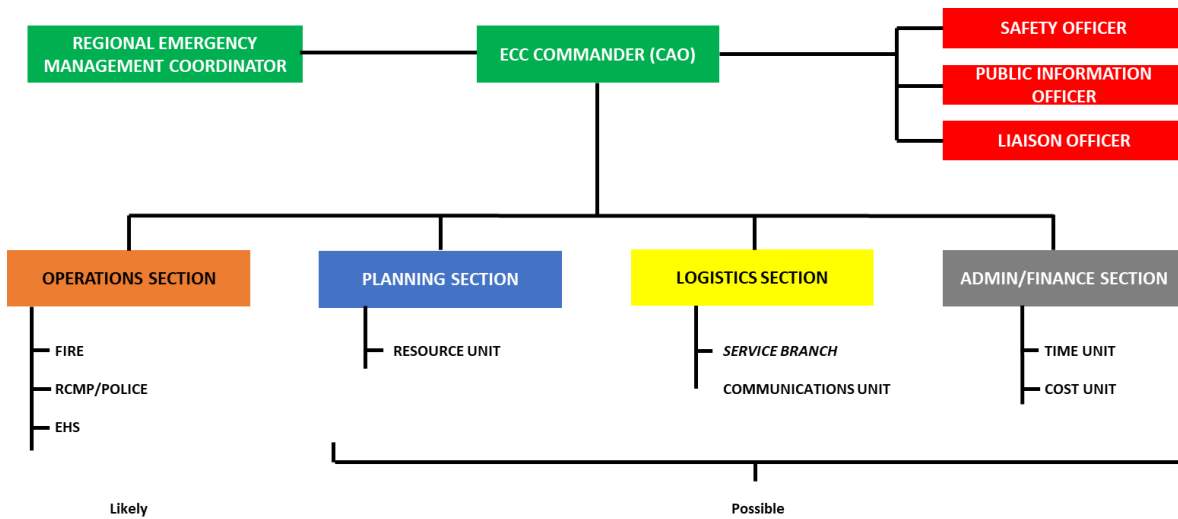 REGIONAL EMERGENCY
MANAGEMENT COORDINATOR
ECC COMMANDER (CAO)
SAFETY OFFICER
PUBLIC INFORMATION
OFFICER
LIAISON OFFICER
OPERATIONS SECTION
PLANNING SECTION
LOGISTICS SECTION
ADMIN/FINANCE SECTION
FIRE
RCMP/POLICE
EHS
RESOURCE UNIT
SERVICE BRANCH
COMMUNICATIONS UNIT
TIME UNIT
COST UNIT
Likely
Possible